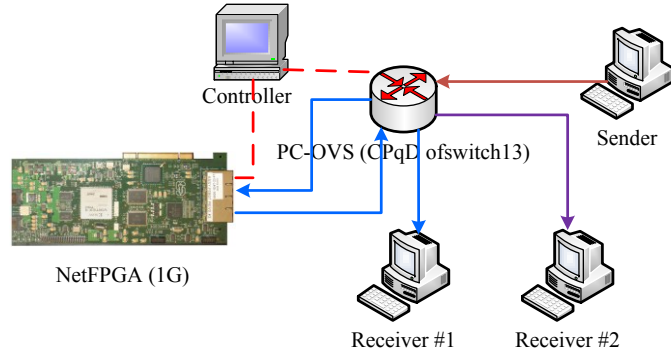 Controller
Sender
PC-OVS (CPqD ofswitch13)
NetFPGA (1G)
Receiver #1
Receiver #2